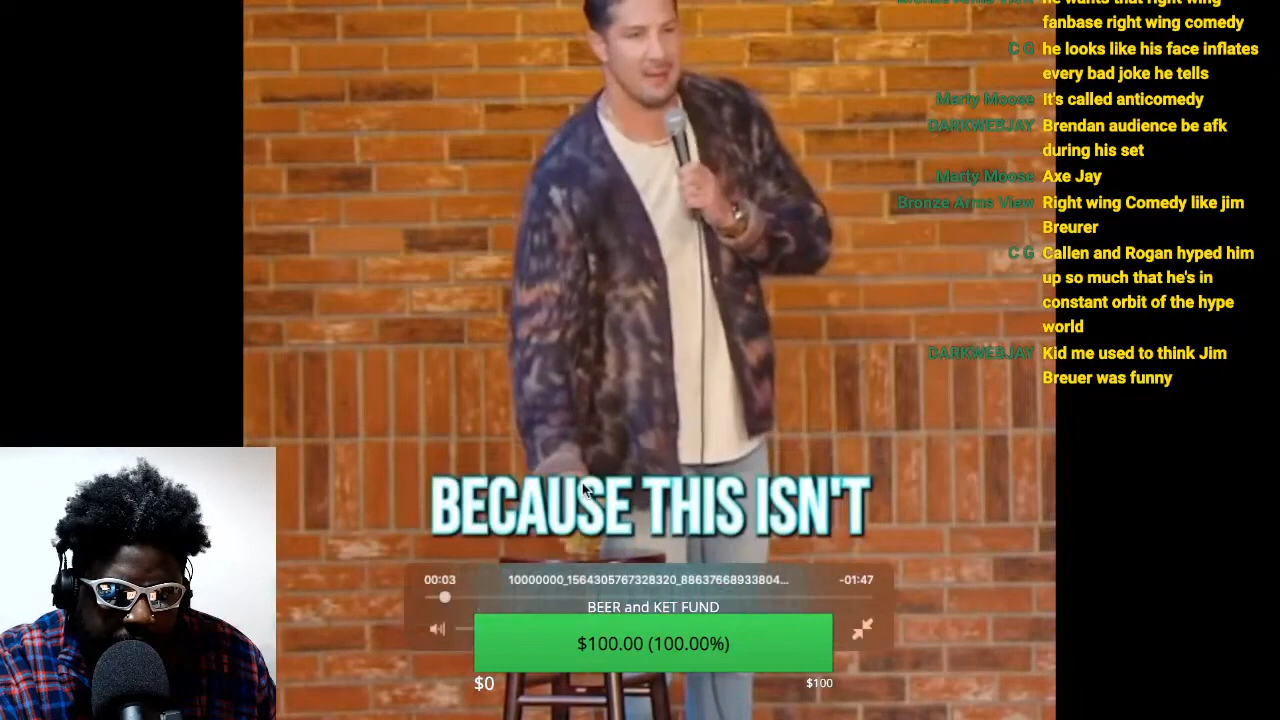 he wants that right wing
fanbase right wing comedy
C G he looks like his face inflates
every bad joke he tells
Marty Moose It's called anticomedy
DARKWEBJAY Brendan audience be afk
during his set
Marty Moose Axe Jay
Bronze Arms View Right wing Comedy like jim
Breurer
C G Callen and Rogan hyped him
up so much that he's in
constant orbit of the hype
world
DARKWEBJAY Kid me used to think Jim
Breuer was funny
BECAUSE THIS ISN'T
00:03 10000000_1564305767328320_88637668933804... -01:47
BEER and KET FUND
$100.00 (100.00%)
$0 $100